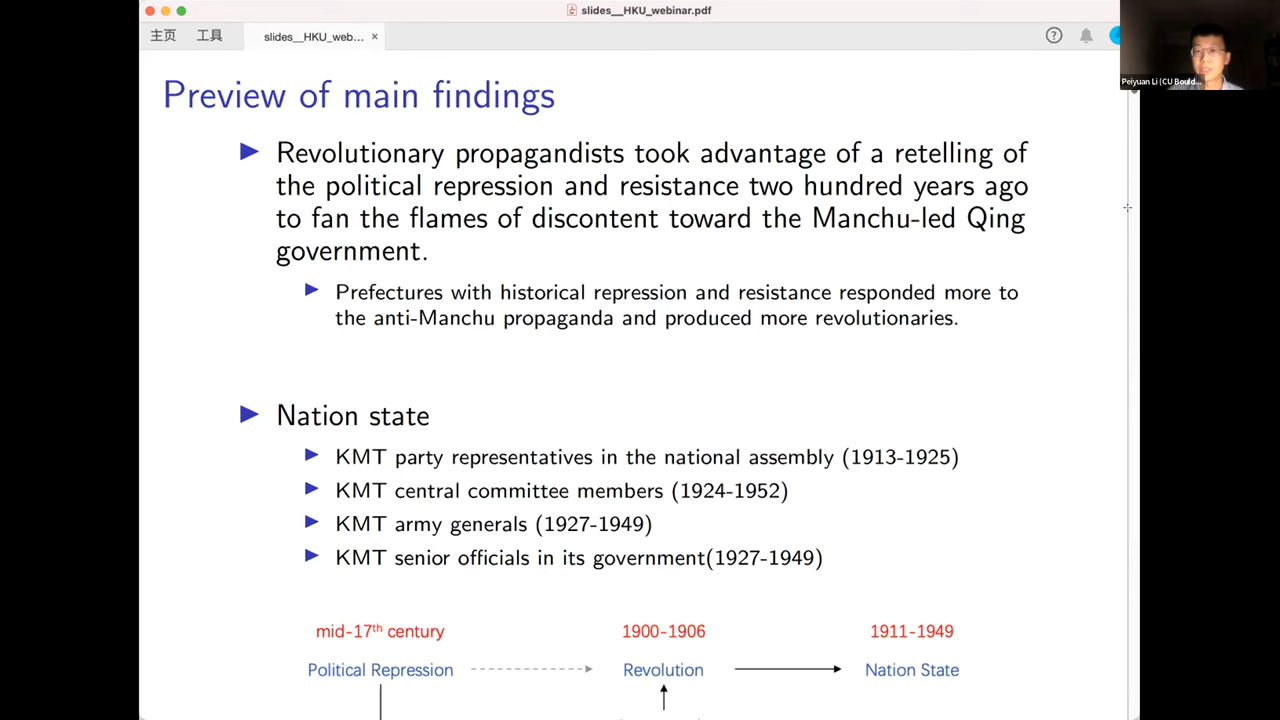 slides__HKU_webinar.pdf
主页
工具
slides__HKU_web... ×
?
Peiyuan Li (CU Bould...
Preview of main findings
Revolutionary propagandists took advantage of a retelling of
the political repression and resistance two hundred years ago
to fan the flames of discontent toward the Manchu-led Qing
government.
Prefectures with historical repression and resistance responded more to
the anti-Manchu propaganda and produced more revolutionaries.
Nation state
KMT party representatives in the national assembly (1913-1925)
KMT central committee members (1924-1952)
KMT army generals (1927-1949)
KMT senior officials in its government(1927-1949)
mid-17th century
1900-1906
1911-1949
Political Repression
Revolution
Nation State